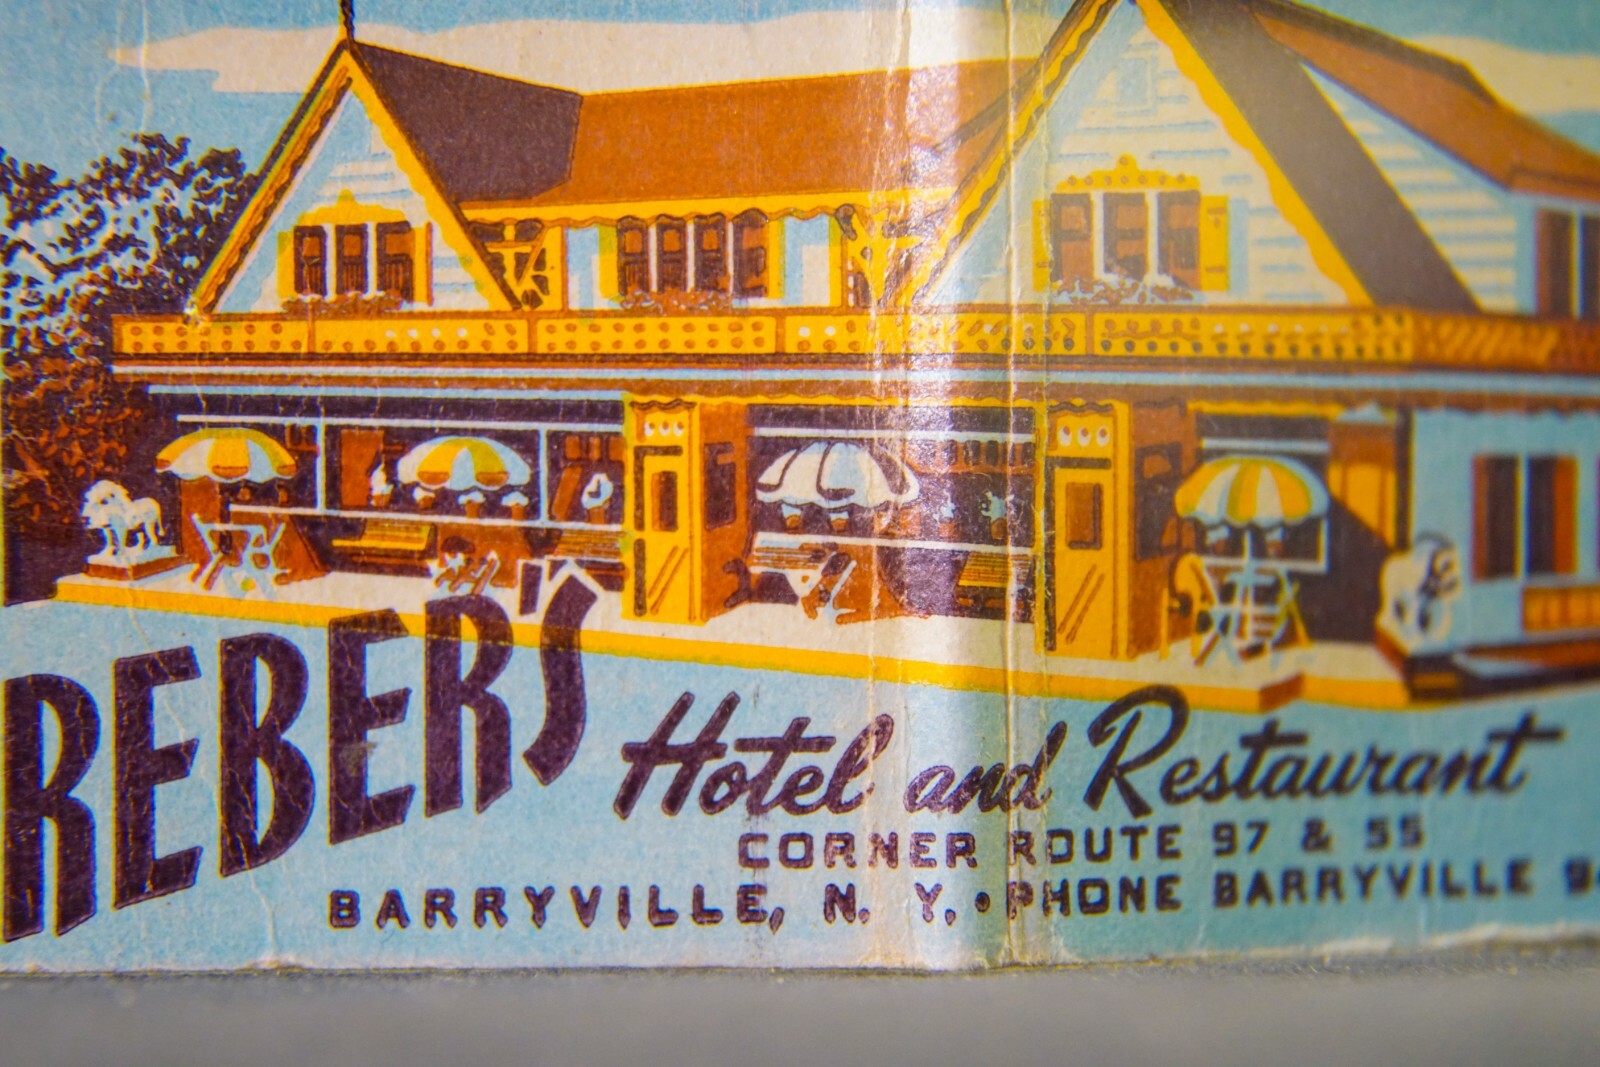 REBER'S
Hotel and Restaurant
CORNER ROUTE 97 & 55
BARRYVILLE, N. Y. • PHONE BARRYVILLE